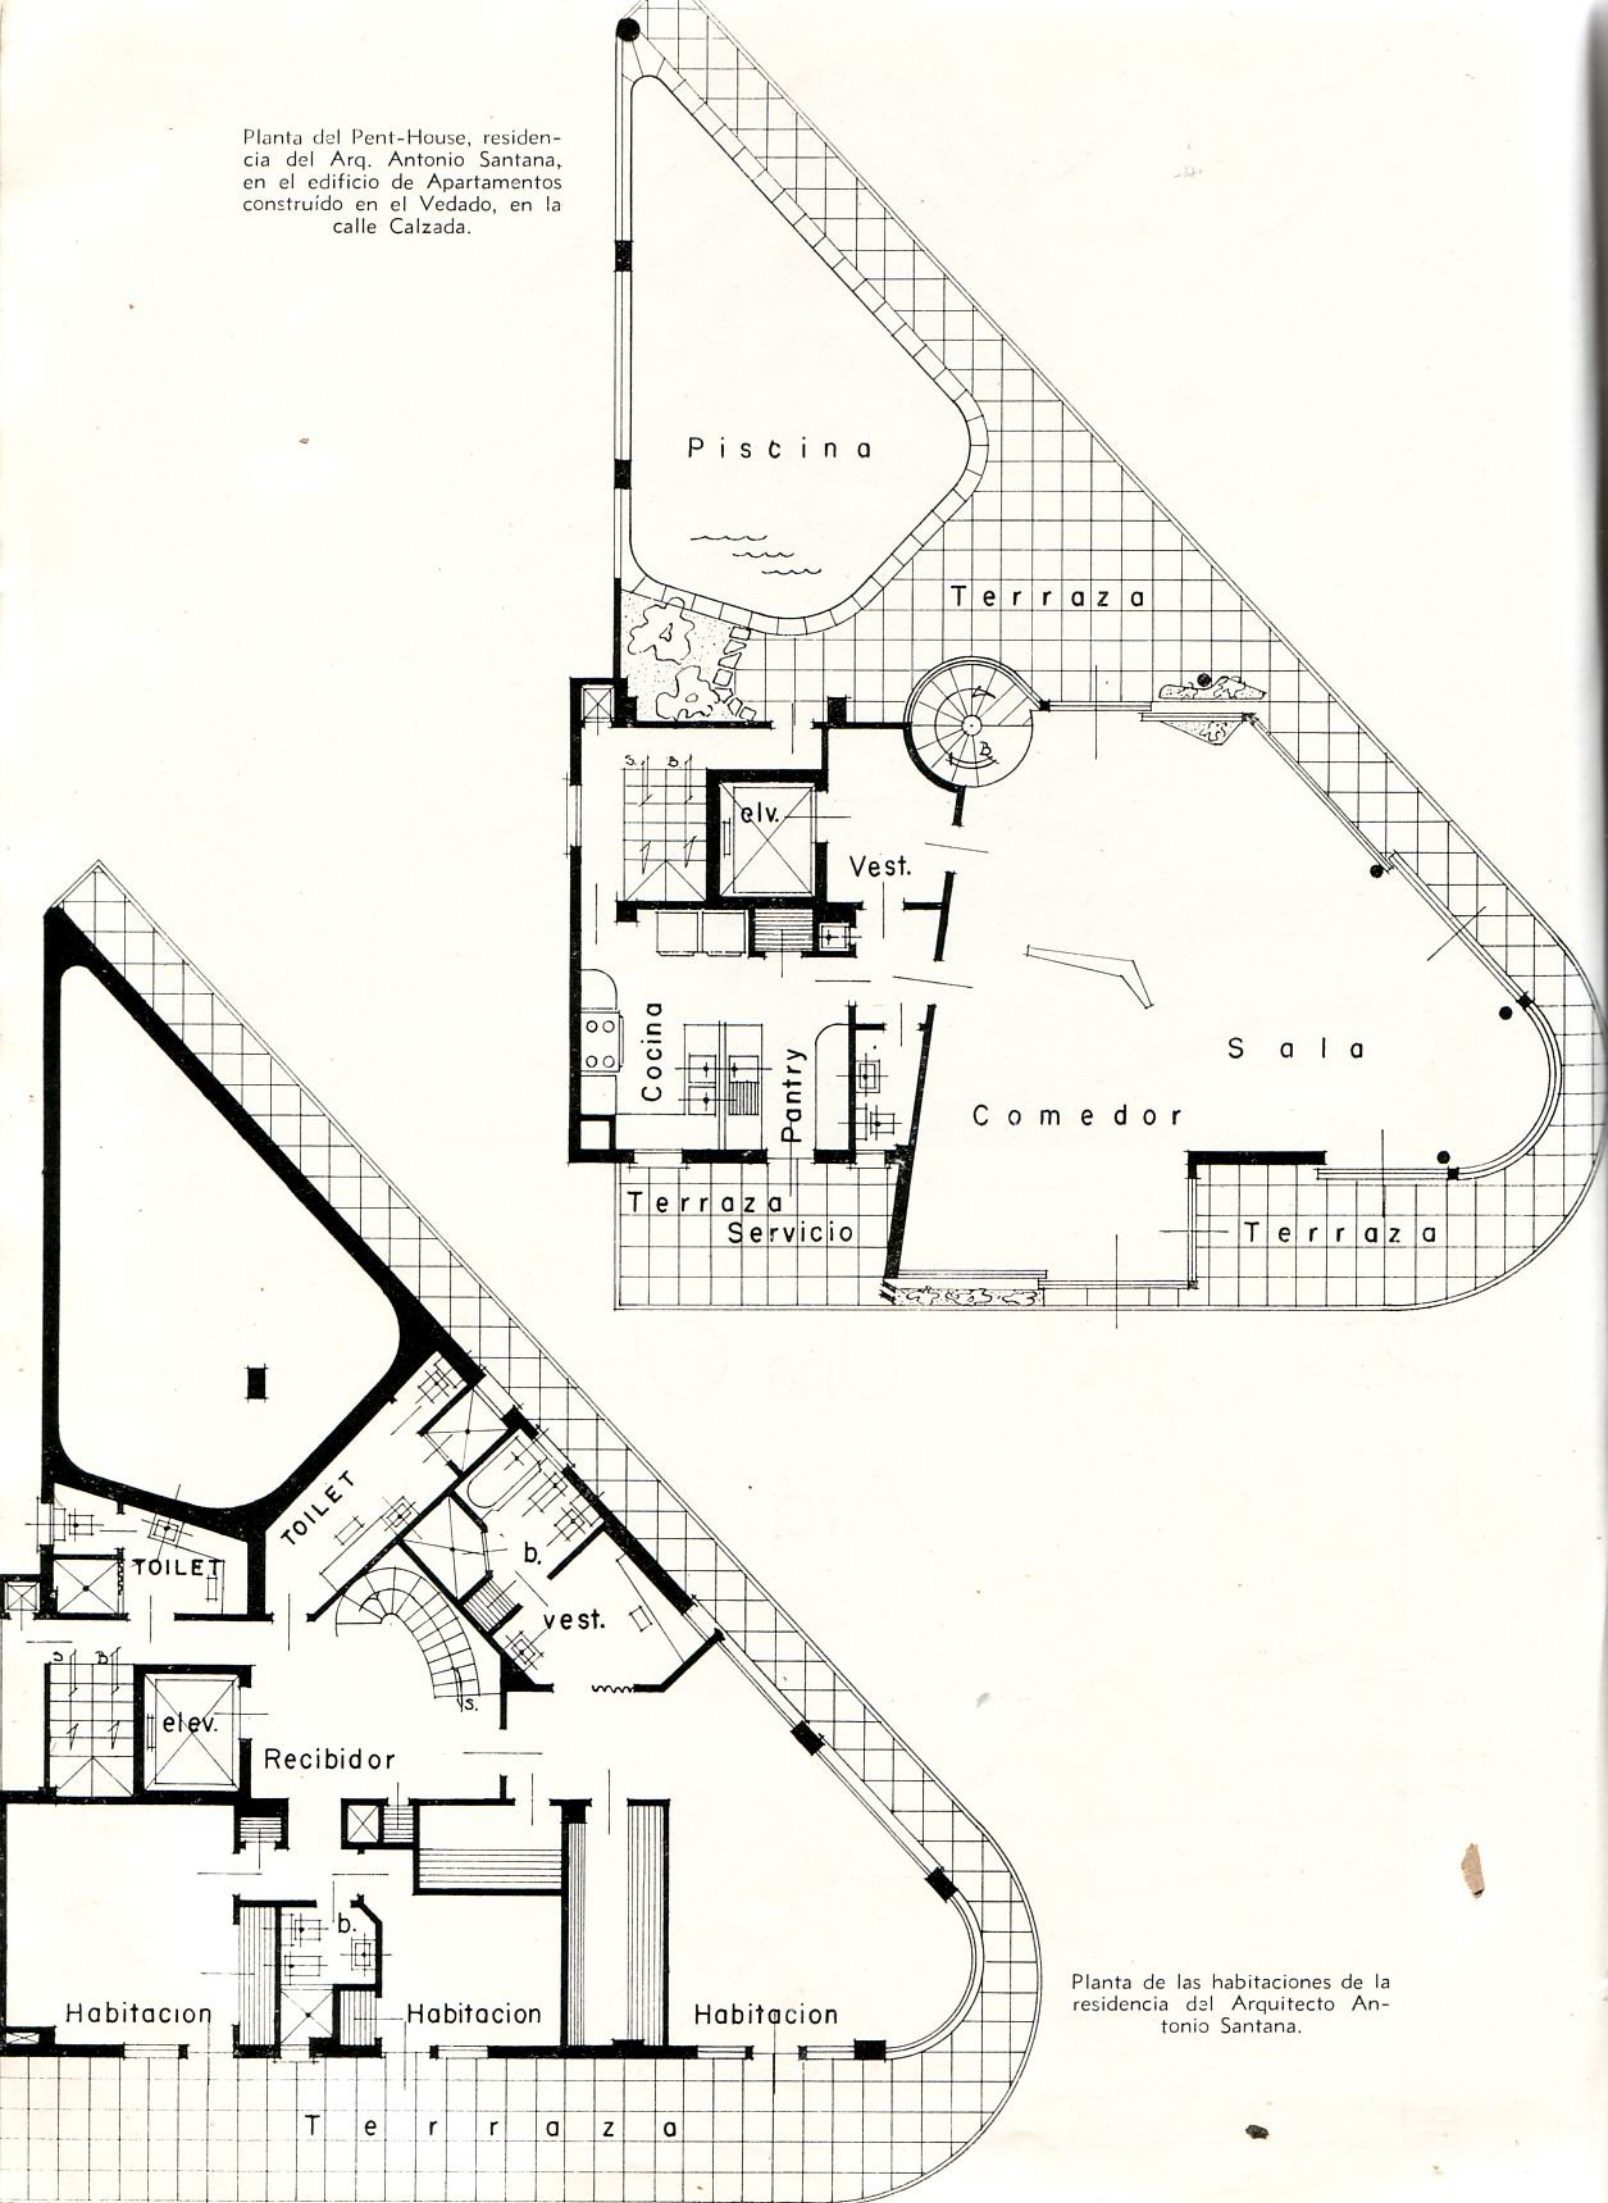 Planta del Pent-House, residen-
cia del Arq. Antonio Santana,
en el edificio de Apartamentos
construído en el Vedado, en la
calle Calzada.
Piscina
Terraza
S. B.
elv.
B
Vest.
Cocina
Pantry
Sala
Comedor
Terraza
Servicio
Terraza
TOILET
TOILET
b.
vest.
S B
S.
elev.
Recibidor
b.
Habitacion
Habitacion
Habitacion
Terraza
Planta de las habitaciones de la
residencia del Arquitecto An-
tonio Santana.